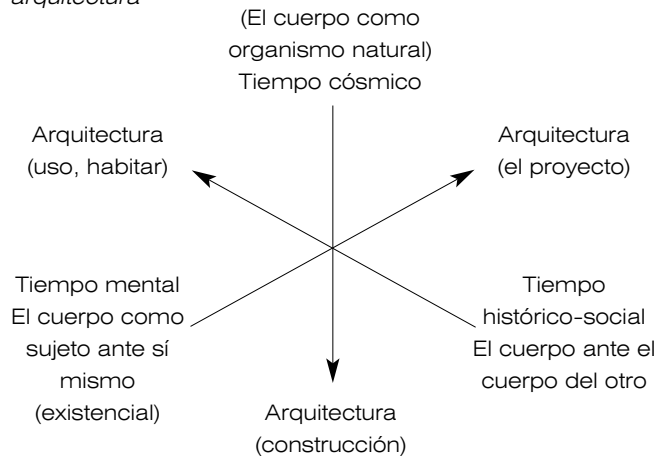 arquitectura
(El cuerpo como
organismo natural)
Tiempo cósmico
Arquitectura
(uso, habitar)
Arquitectura
(el proyecto)
Tiempo mental
El cuerpo como
sujeto ante sí
mismo
(existencial)
Tiempo
histórico-social
El cuerpo ante el
cuerpo del otro
Arquitectura
(construcción)